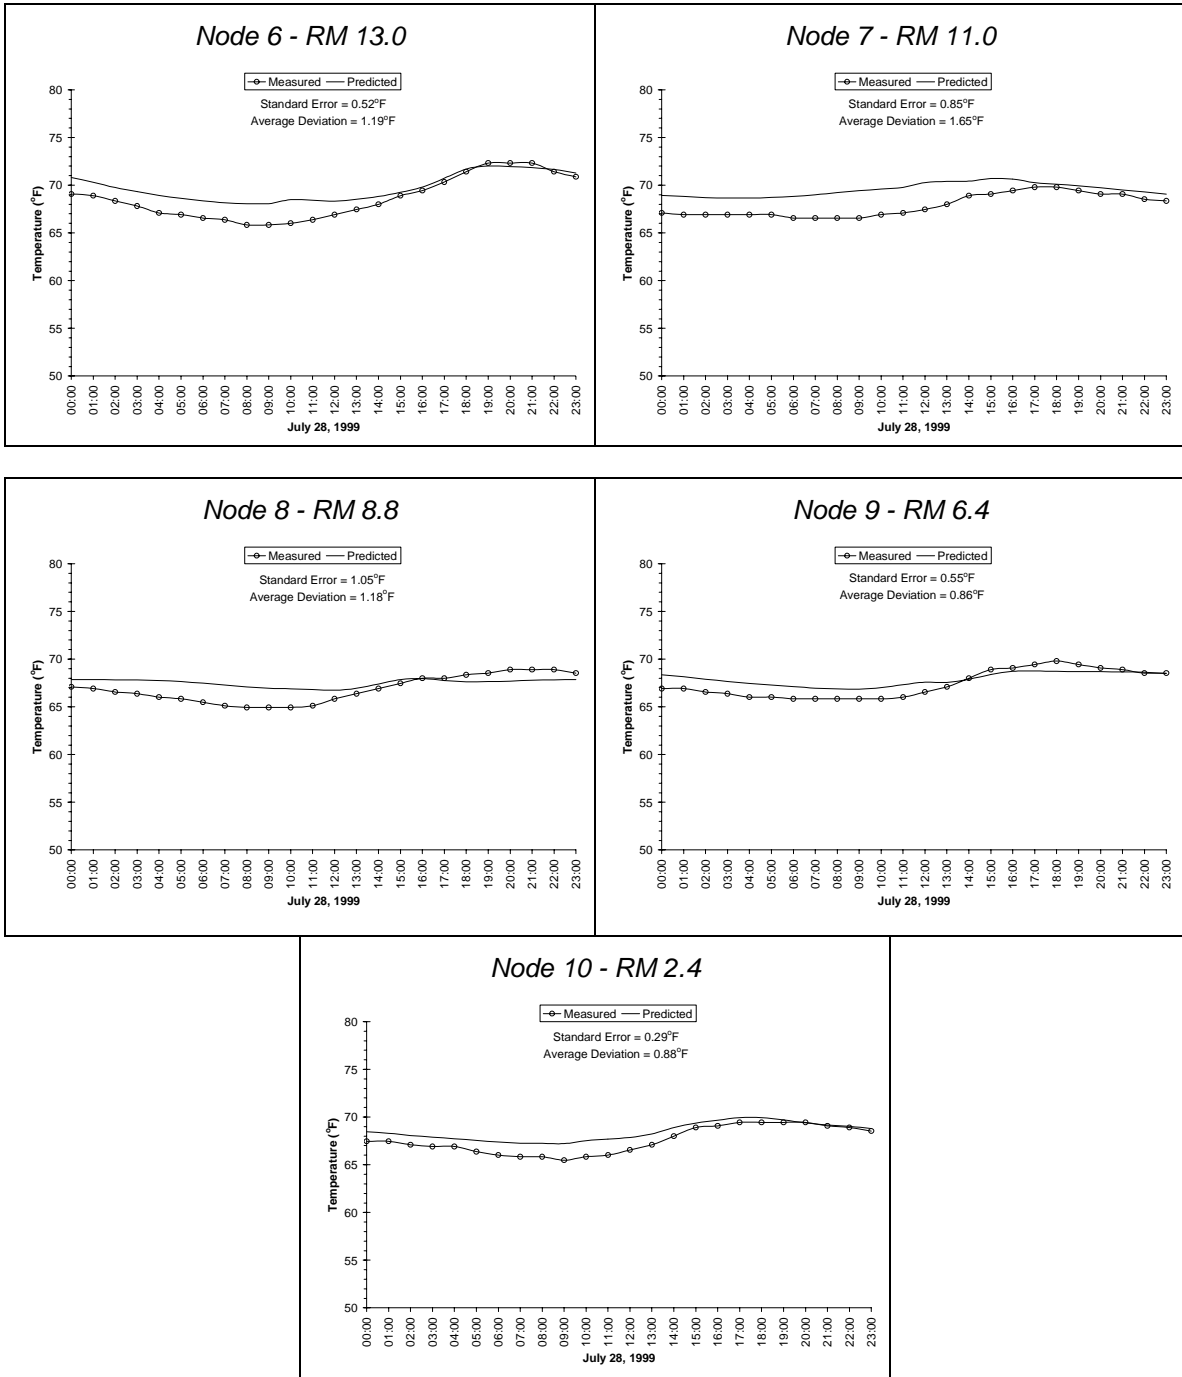 Node 6 - RM 13.0
Measured Predicted
Standard Error = 0.52°F
Average Deviation = 1.19°F
Temperature (°F)
80
75
70
65
60
55
50
00:00 01:00 02:00 03:00 04:00 05:00 06:00 07:00 08:00 09:00 10:00 11:00 12:00 13:00 14:00 15:00 16:00 17:00 18:00 19:00 20:00 21:00 22:00 23:00
July 28, 1999
Node 7 - RM 11.0
Measured Predicted
Standard Error = 0.85°F
Average Deviation = 1.65°F
Temperature (°F)
80
75
70
65
60
55
50
00:00 01:00 02:00 03:00 04:00 05:00 06:00 07:00 08:00 09:00 10:00 11:00 12:00 13:00 14:00 15:00 16:00 17:00 18:00 19:00 20:00 21:00 22:00 23:00
July 28, 1999
Node 8 - RM 8.8
Measured Predicted
Standard Error = 1.05°F
Average Deviation = 1.18°F
Temperature (°F)
80
75
70
65
60
55
50
00:00 01:00 02:00 03:00 04:00 05:00 06:00 07:00 08:00 09:00 10:00 11:00 12:00 13:00 14:00 15:00 16:00 17:00 18:00 19:00 20:00 21:00 22:00 23:00
July 28, 1999
Node 9 - RM 6.4
Measured Predicted
Standard Error = 0.55°F
Average Deviation = 0.86°F
Temperature (°F)
80
75
70
65
60
55
50
00:00 01:00 02:00 03:00 04:00 05:00 06:00 07:00 08:00 09:00 10:00 11:00 12:00 13:00 14:00 15:00 16:00 17:00 18:00 19:00 20:00 21:00 22:00 23:00
July 28, 1999
Node 10 - RM 2.4
Measured Predicted
Standard Error = 0.29°F
Average Deviation = 0.88°F
Temperature (°F)
80
75
70
65
60
55
50
00:00 01:00 02:00 03:00 04:00 05:00 06:00 07:00 08:00 09:00 10:00 11:00 12:00 13:00 14:00 15:00 16:00 17:00 18:00 19:00 20:00 21:00 22:00 23:00
July 28, 1999